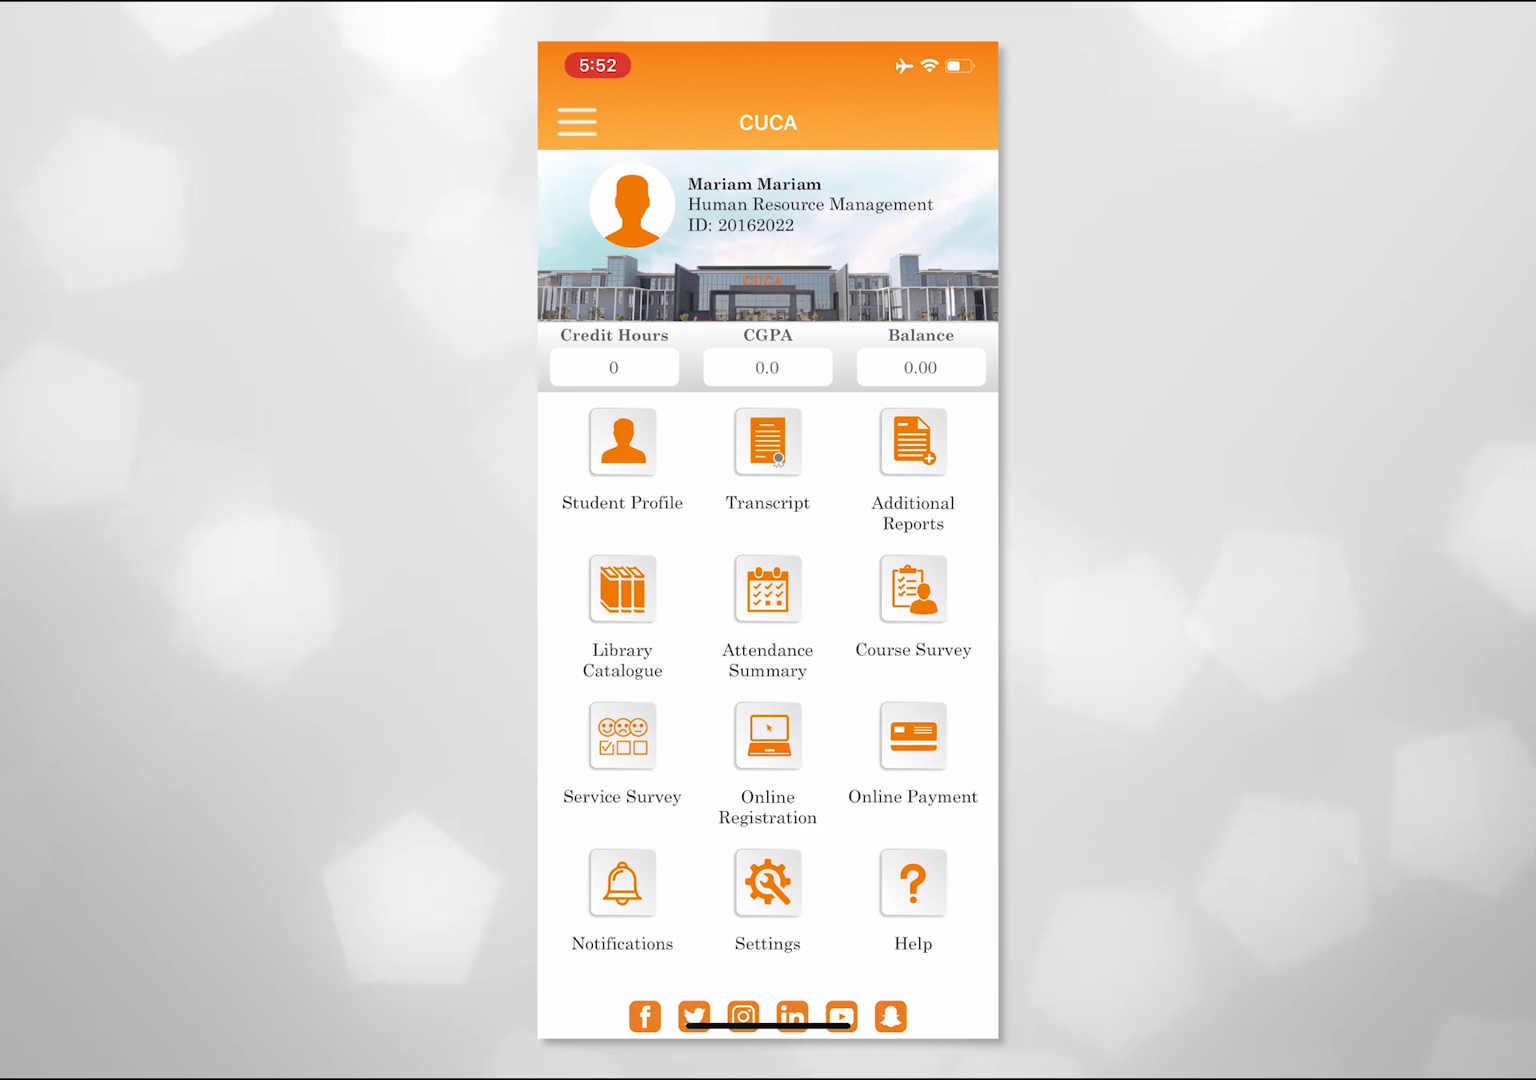 5:52
CUCA
Mariam Mariam
Human Resource Management
ID: 20162022
CUCA
Credit Hours
CGPA
Balance
0
0.0
0.00
Student Profile
Transcript
Additional
Reports
Library
Catalogue
Attendance
Summary
Course Survey
Service Survey
Online
Registration
Online Payment
Notifications
Settings
Help